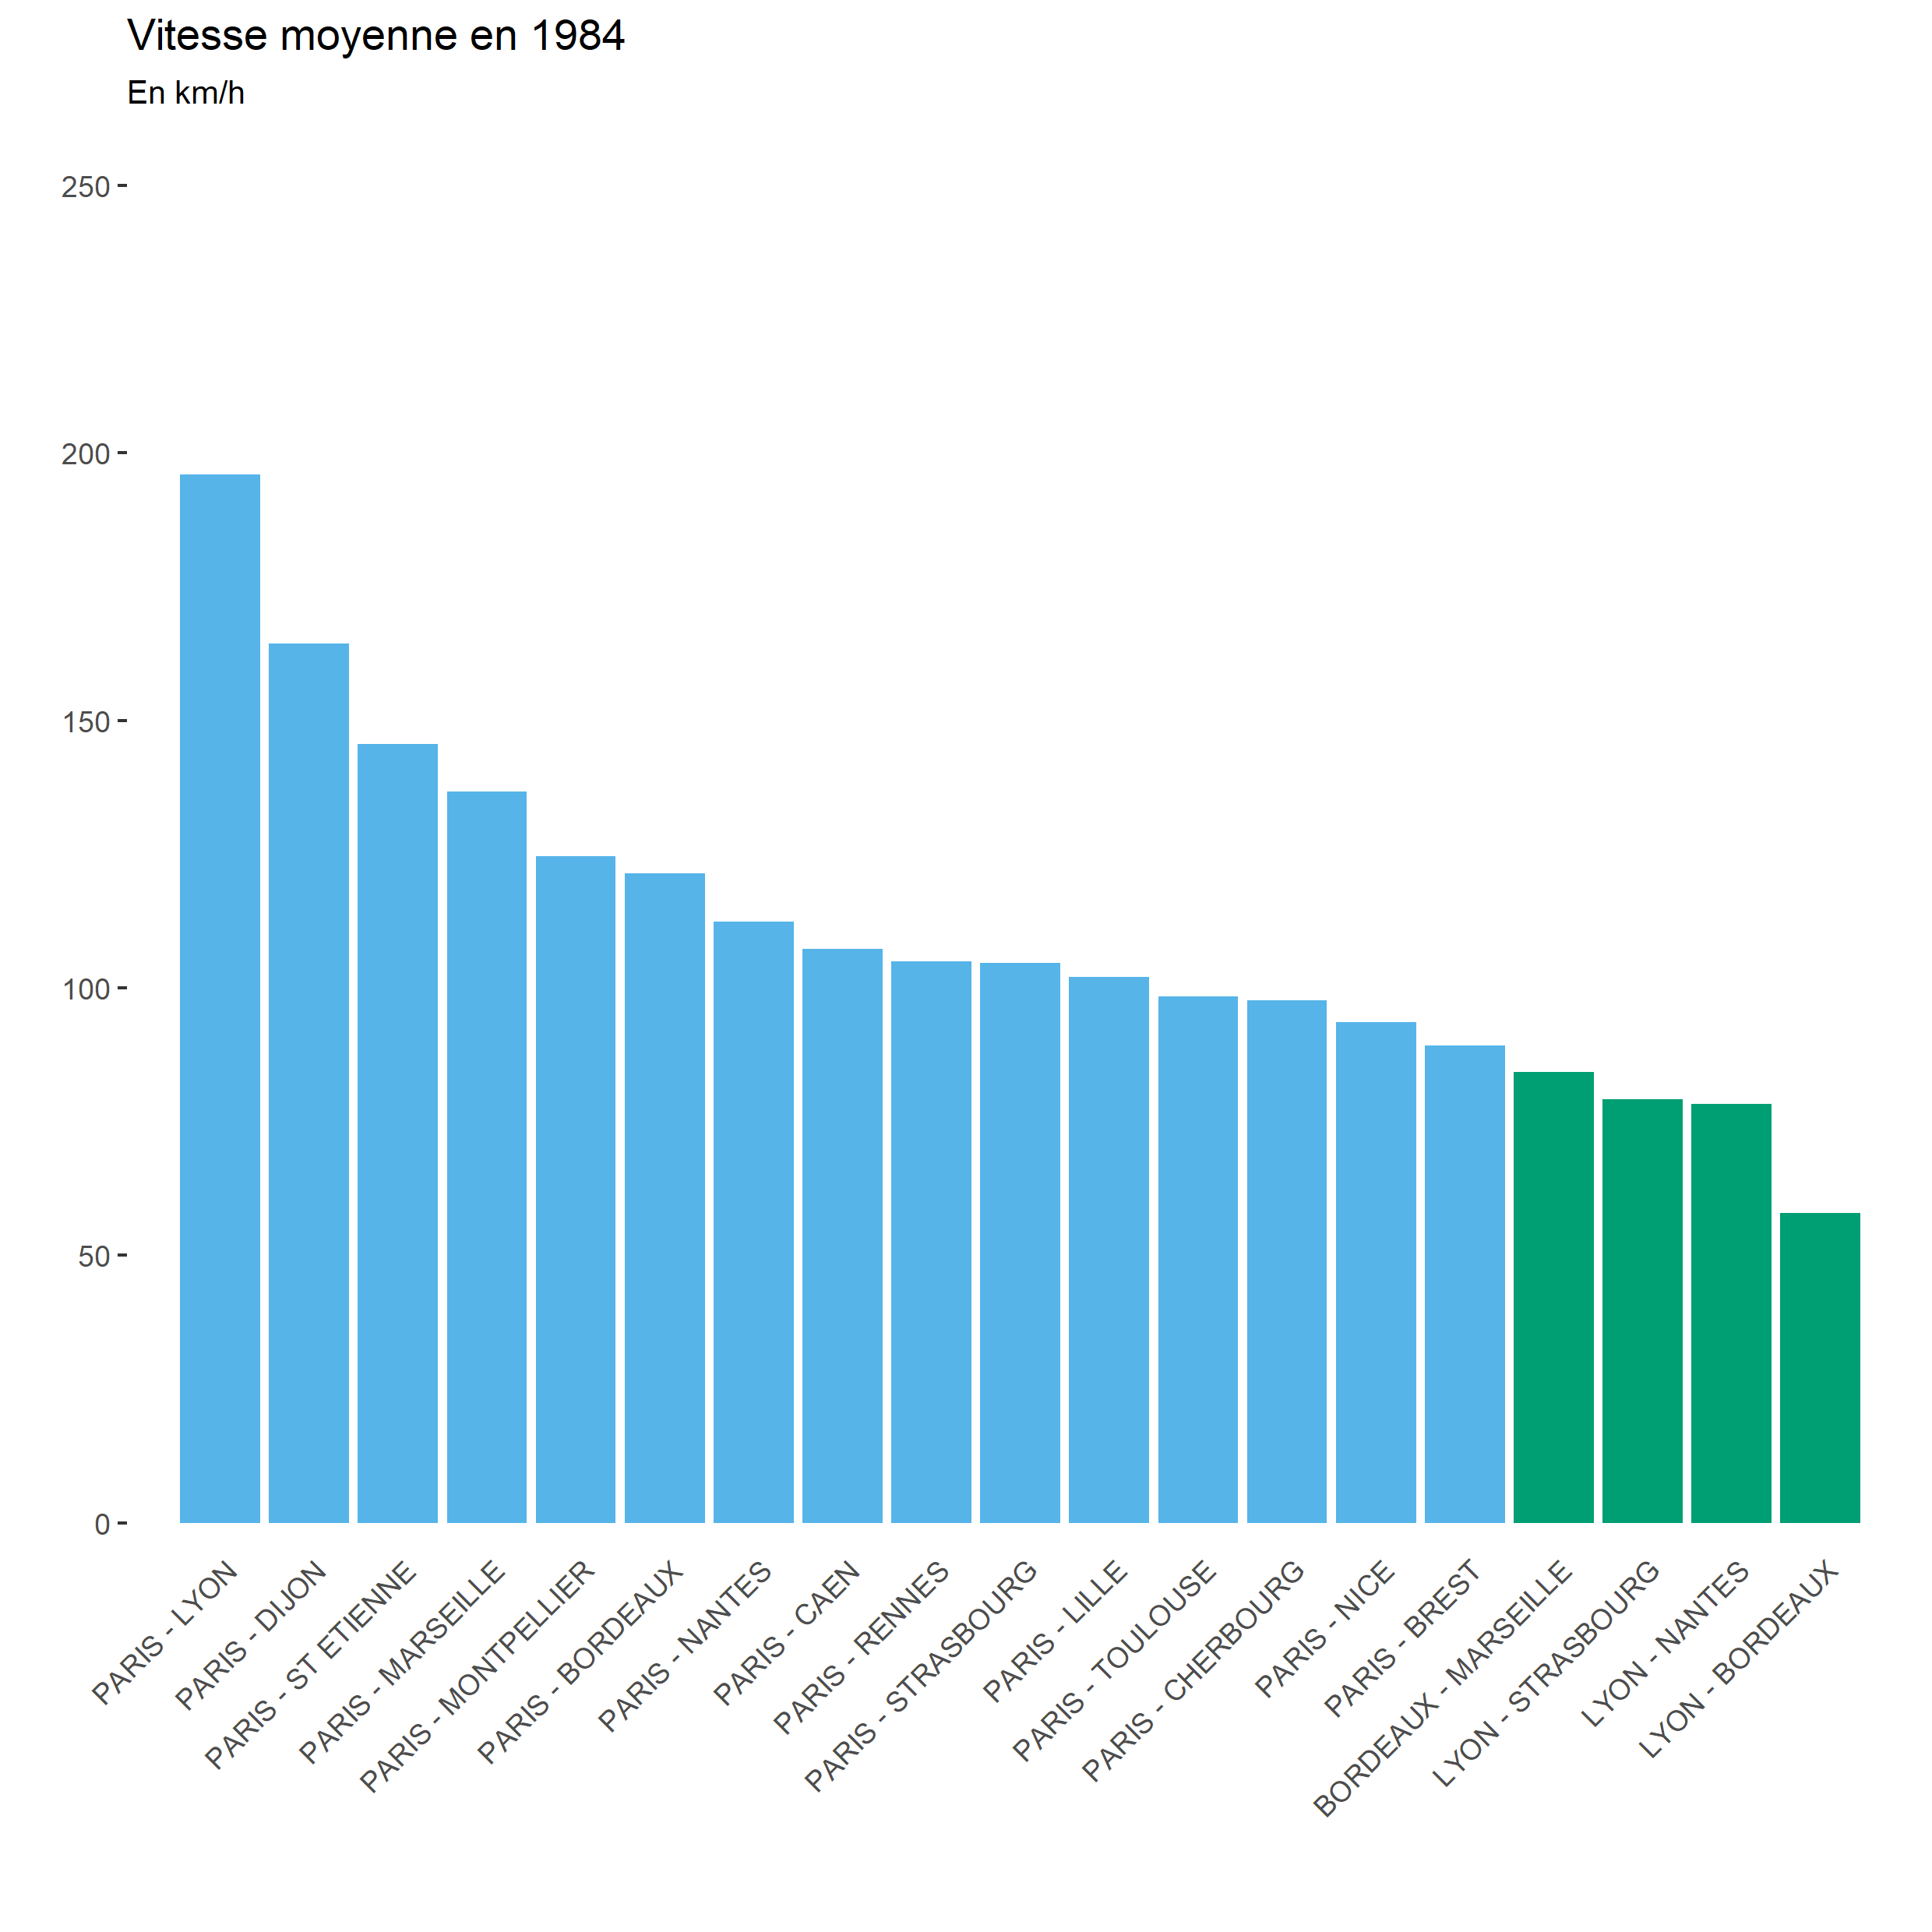 Vitesse moyenne en 1984
En km/h
250
200
150
100
50
0
PARIS - LYON
PARIS - DIJON
PARIS - ST ETIENNE
PARIS - MARSEILLE
PARIS - MONTPELLIER
PARIS - BORDEAUX
PARIS - NANTES
PARIS - CAEN
PARIS - RENNES
PARIS - STRASBOURG
PARIS - LILLE
PARIS - TOULOUSE
PARIS - CHERBOURG
PARIS - NICE
PARIS - BREST
BORDEAUX - MARSEILLE
LYON - STRASBOURG
LYON - NANTES
LYON - BORDEAUX